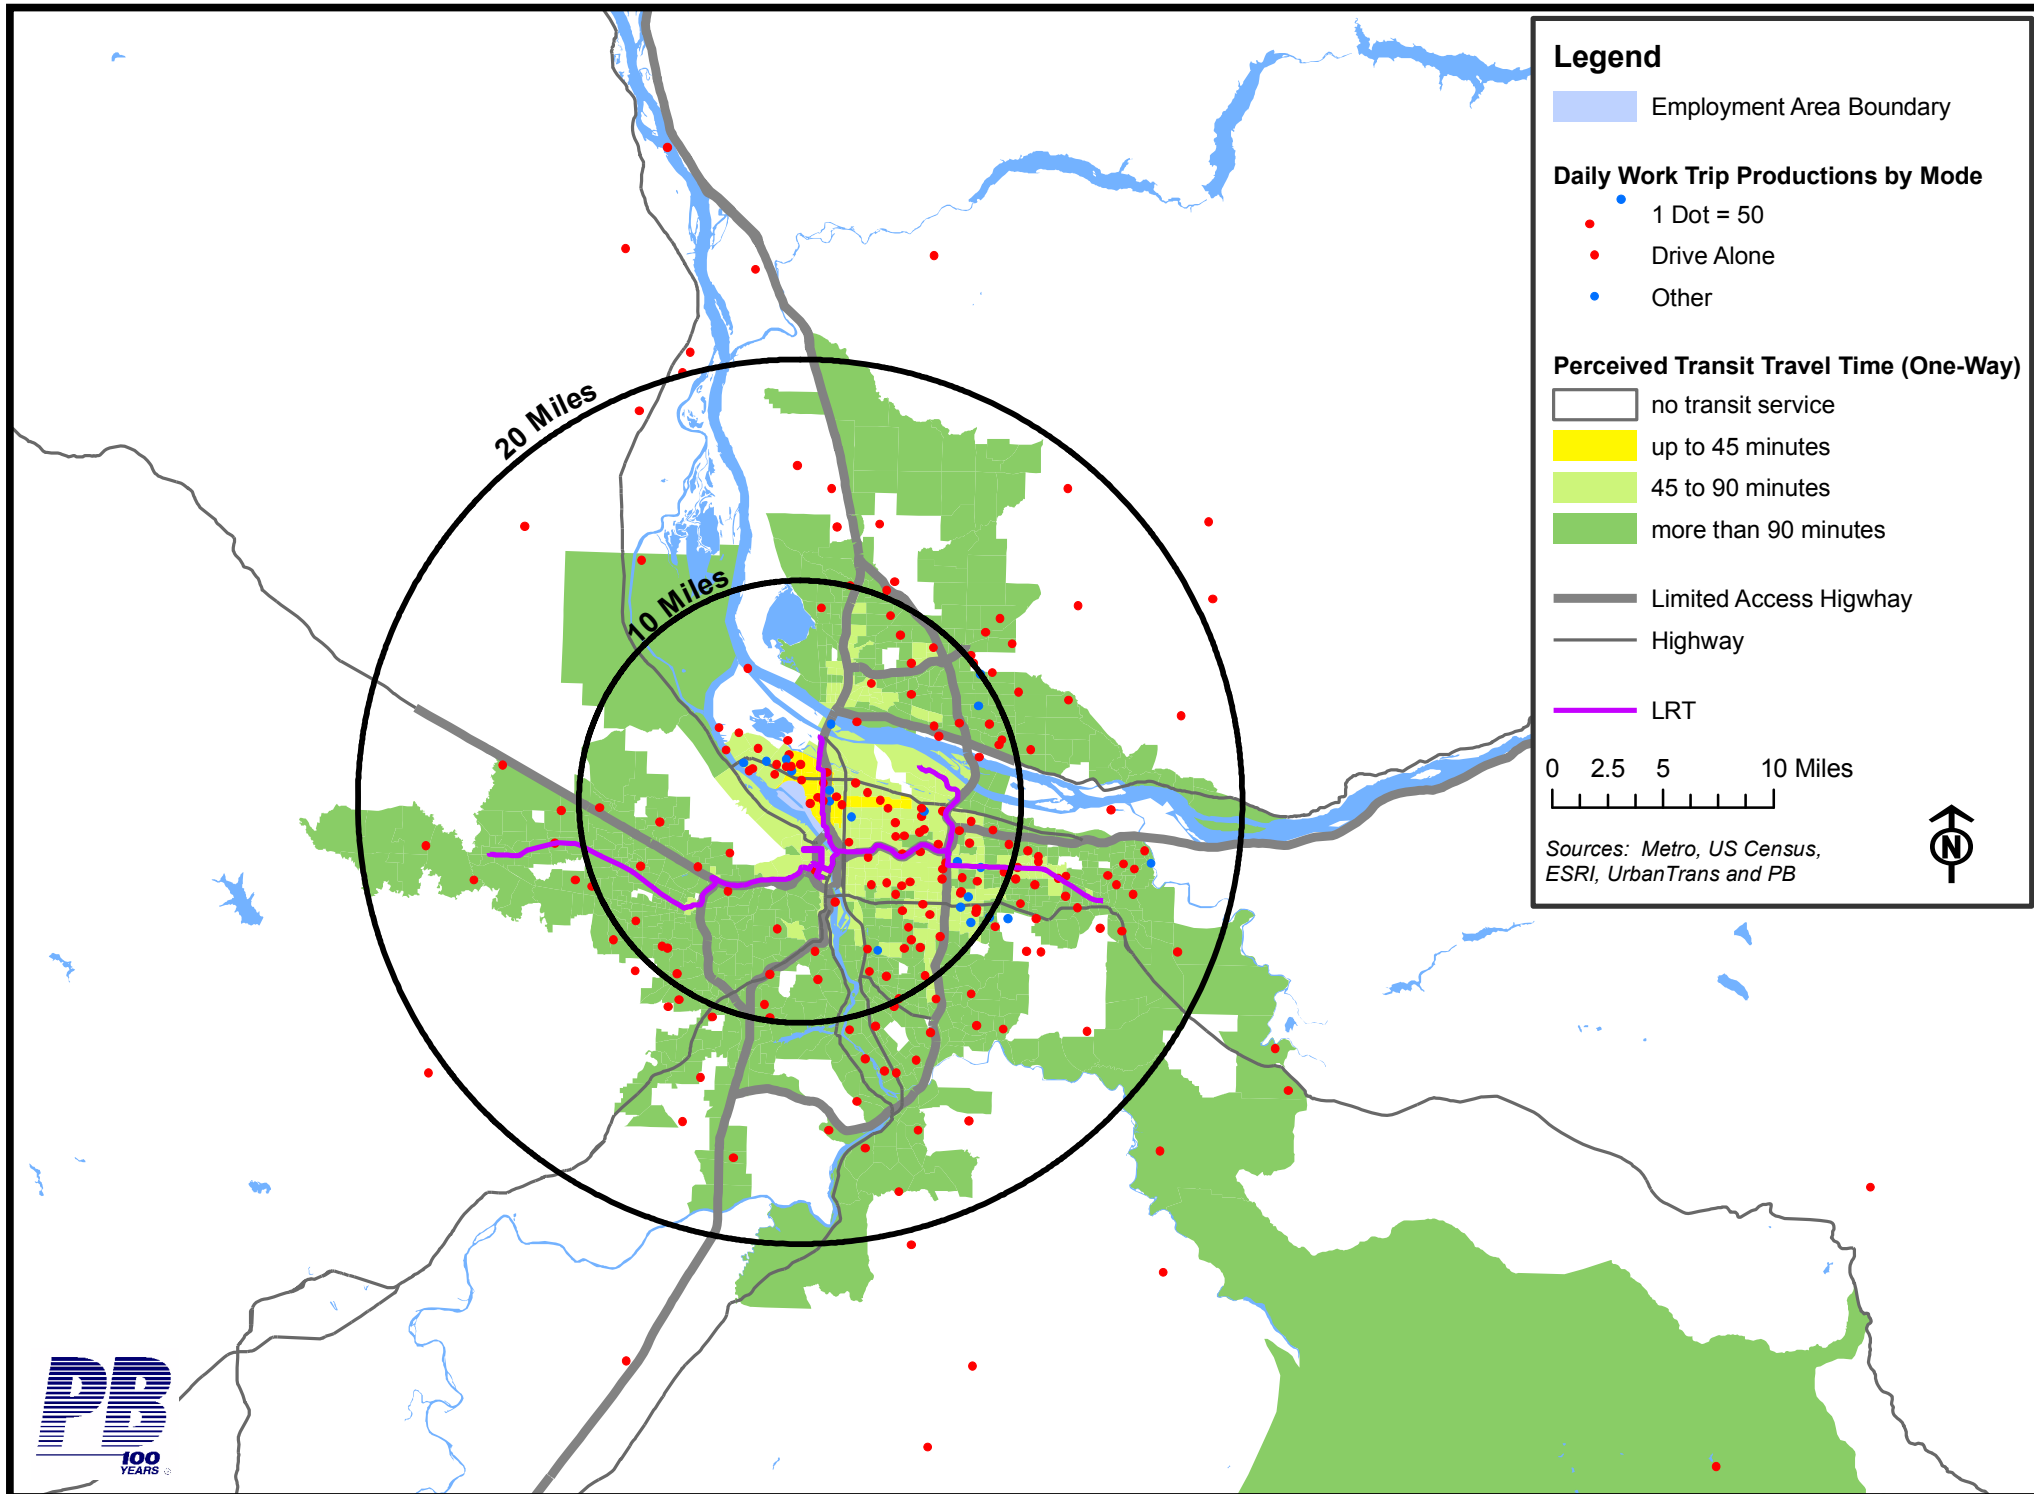 Legend
Employment Area Boundary
Daily Work Trip Productions by Mode
1 Dot = 50
Drive Alone
Other
Perceived Transit Travel Time (One-Way)
no transit service
up to 45 minutes
45 to 90 minutes
more than 90 minutes
Limited Access Higwhay
Highway
LRT
0 2.5 5 10 Miles
Sources: Metro, US Census,
ESRI, UrbanTrans and PB
N
20 Miles
10 Miles
PB
100
YEARS